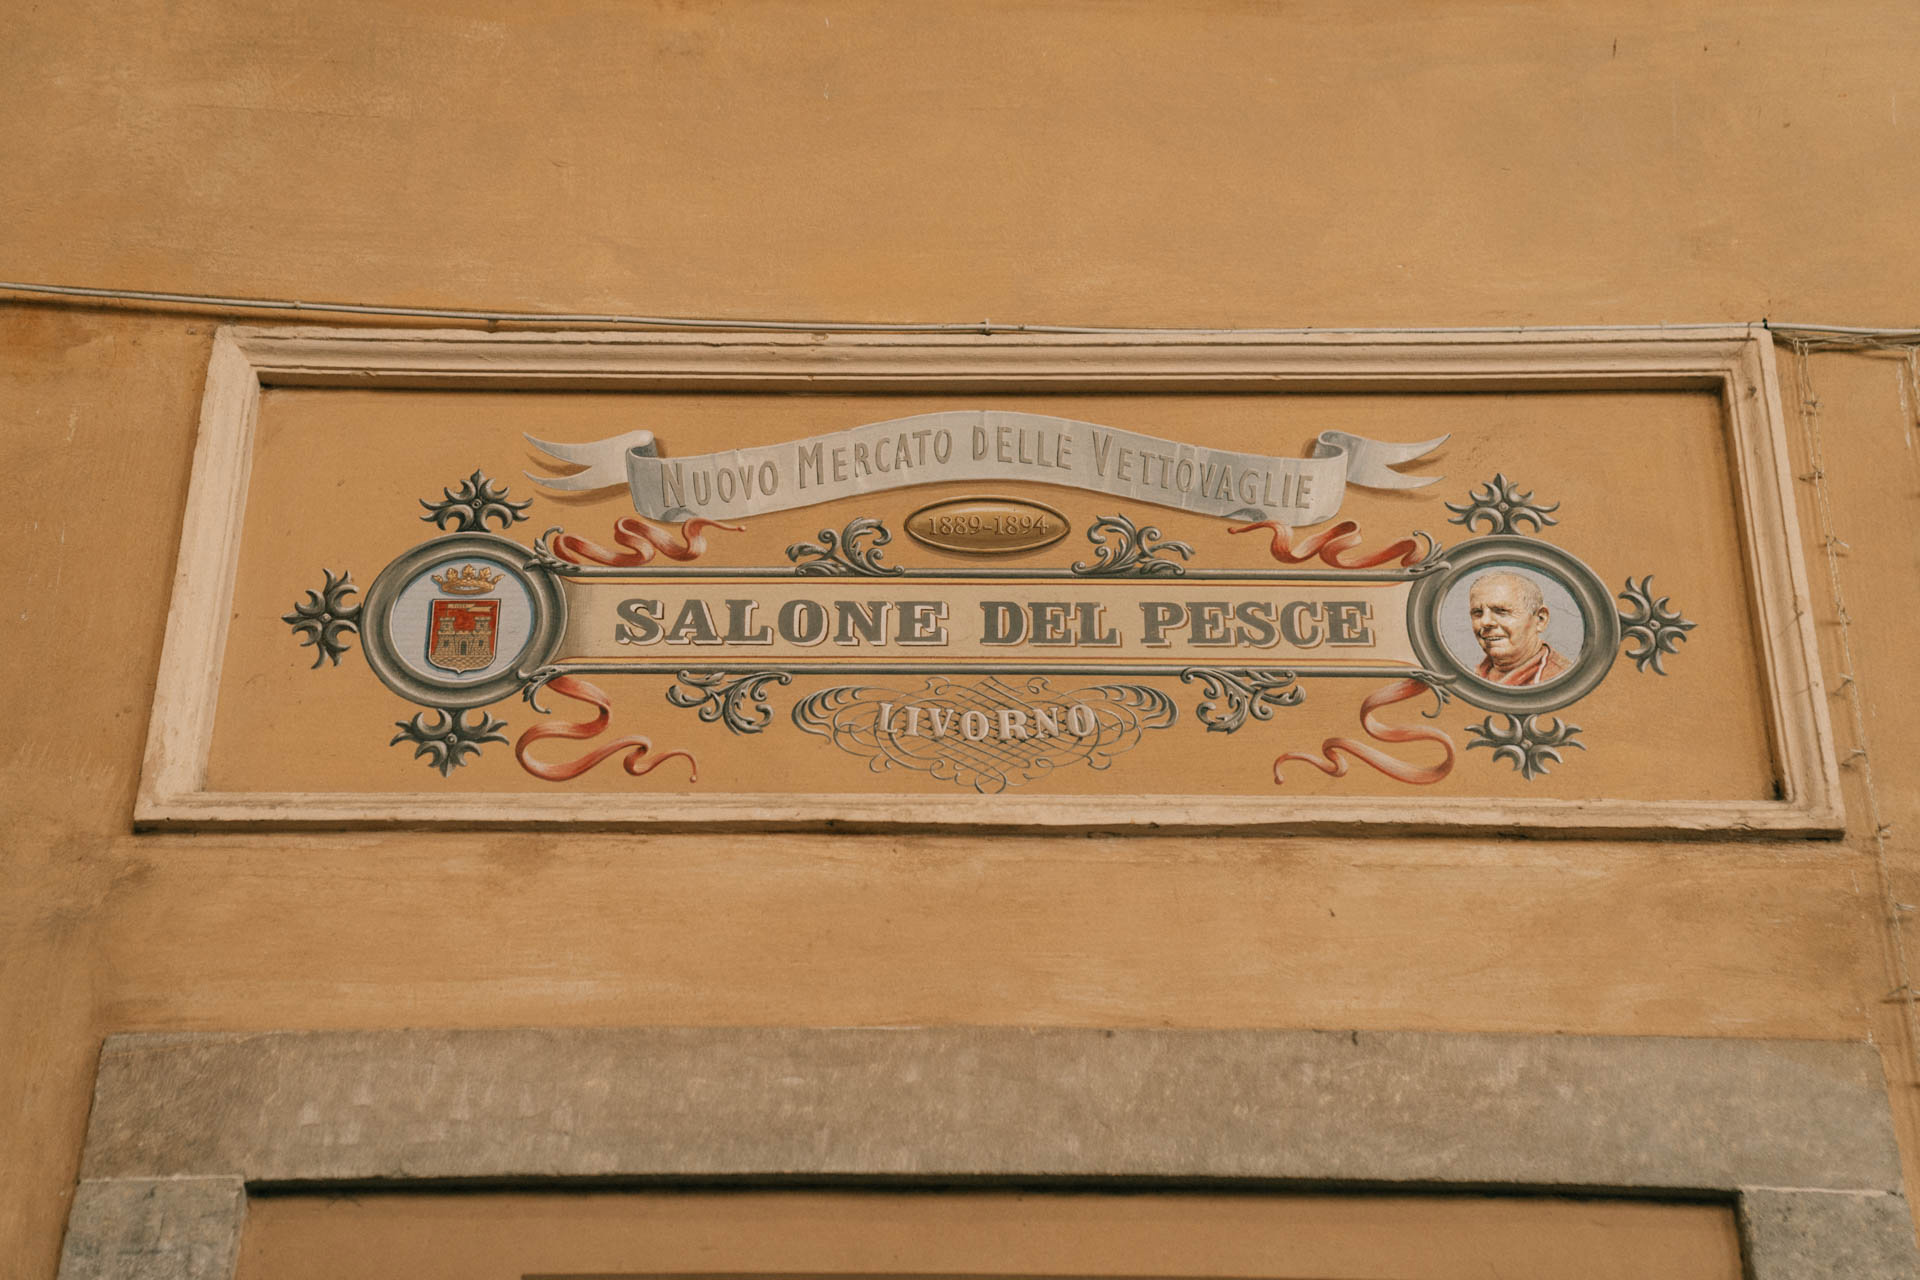 Nuovo Mercato delle Vettovaglie
1889-1894
SALONE DEL PESCE
LIVORNO